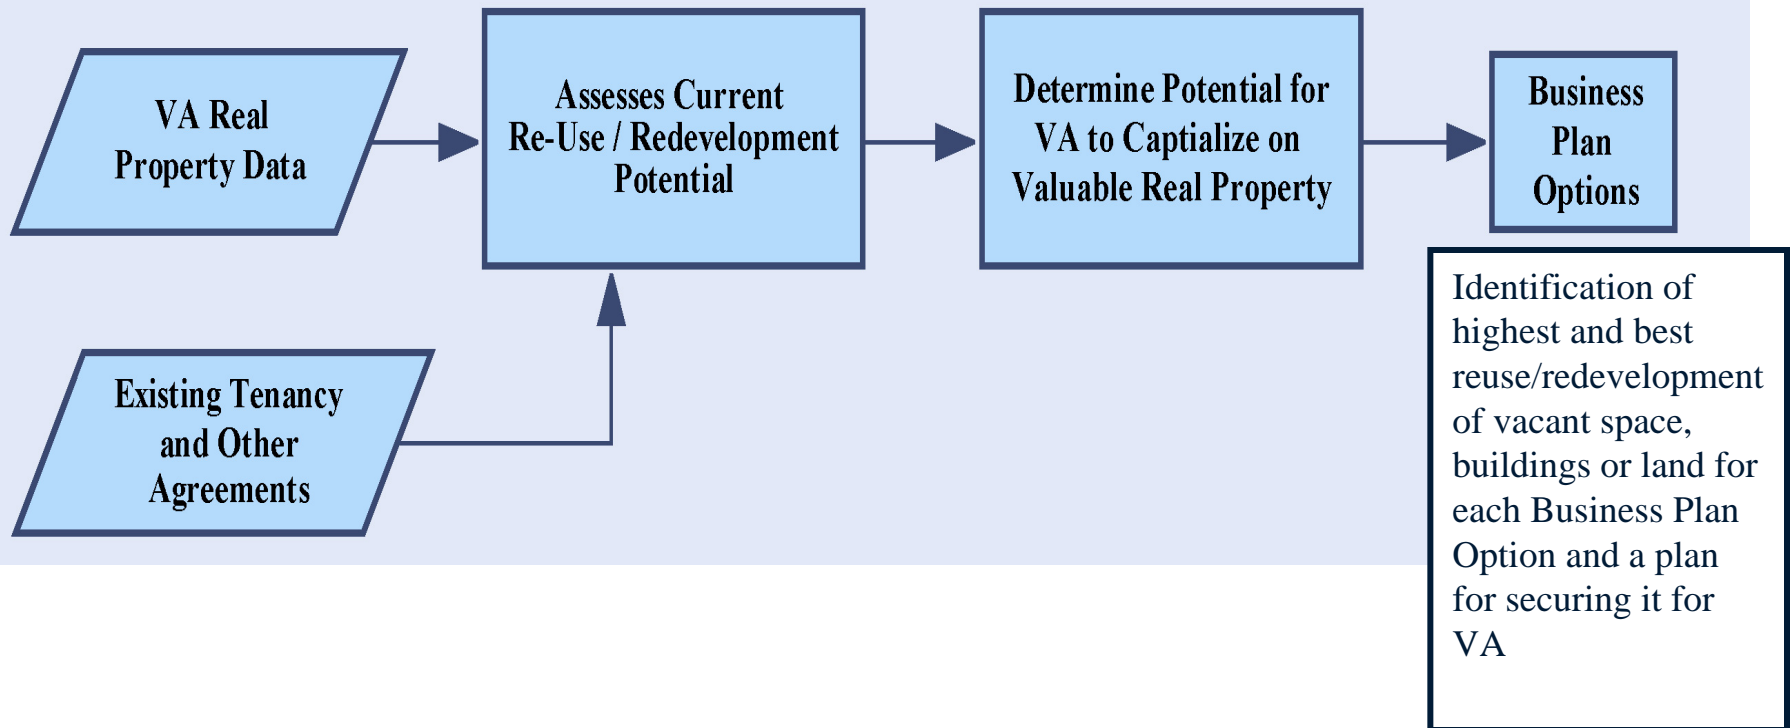 VA Real
Property Data
Assesses Current
Re-Use / Redevelopment
Potential
Determine Potential for
VA to Captialize on
Valuable Real Property
Business
Plan
Options
Existing Tenancy
and Other
Agreements
Identification of
highest and best
reuse/redevelopment
of vacant space,
buildings or land for
each Business Plan
Option and a plan
for securing it for
VA